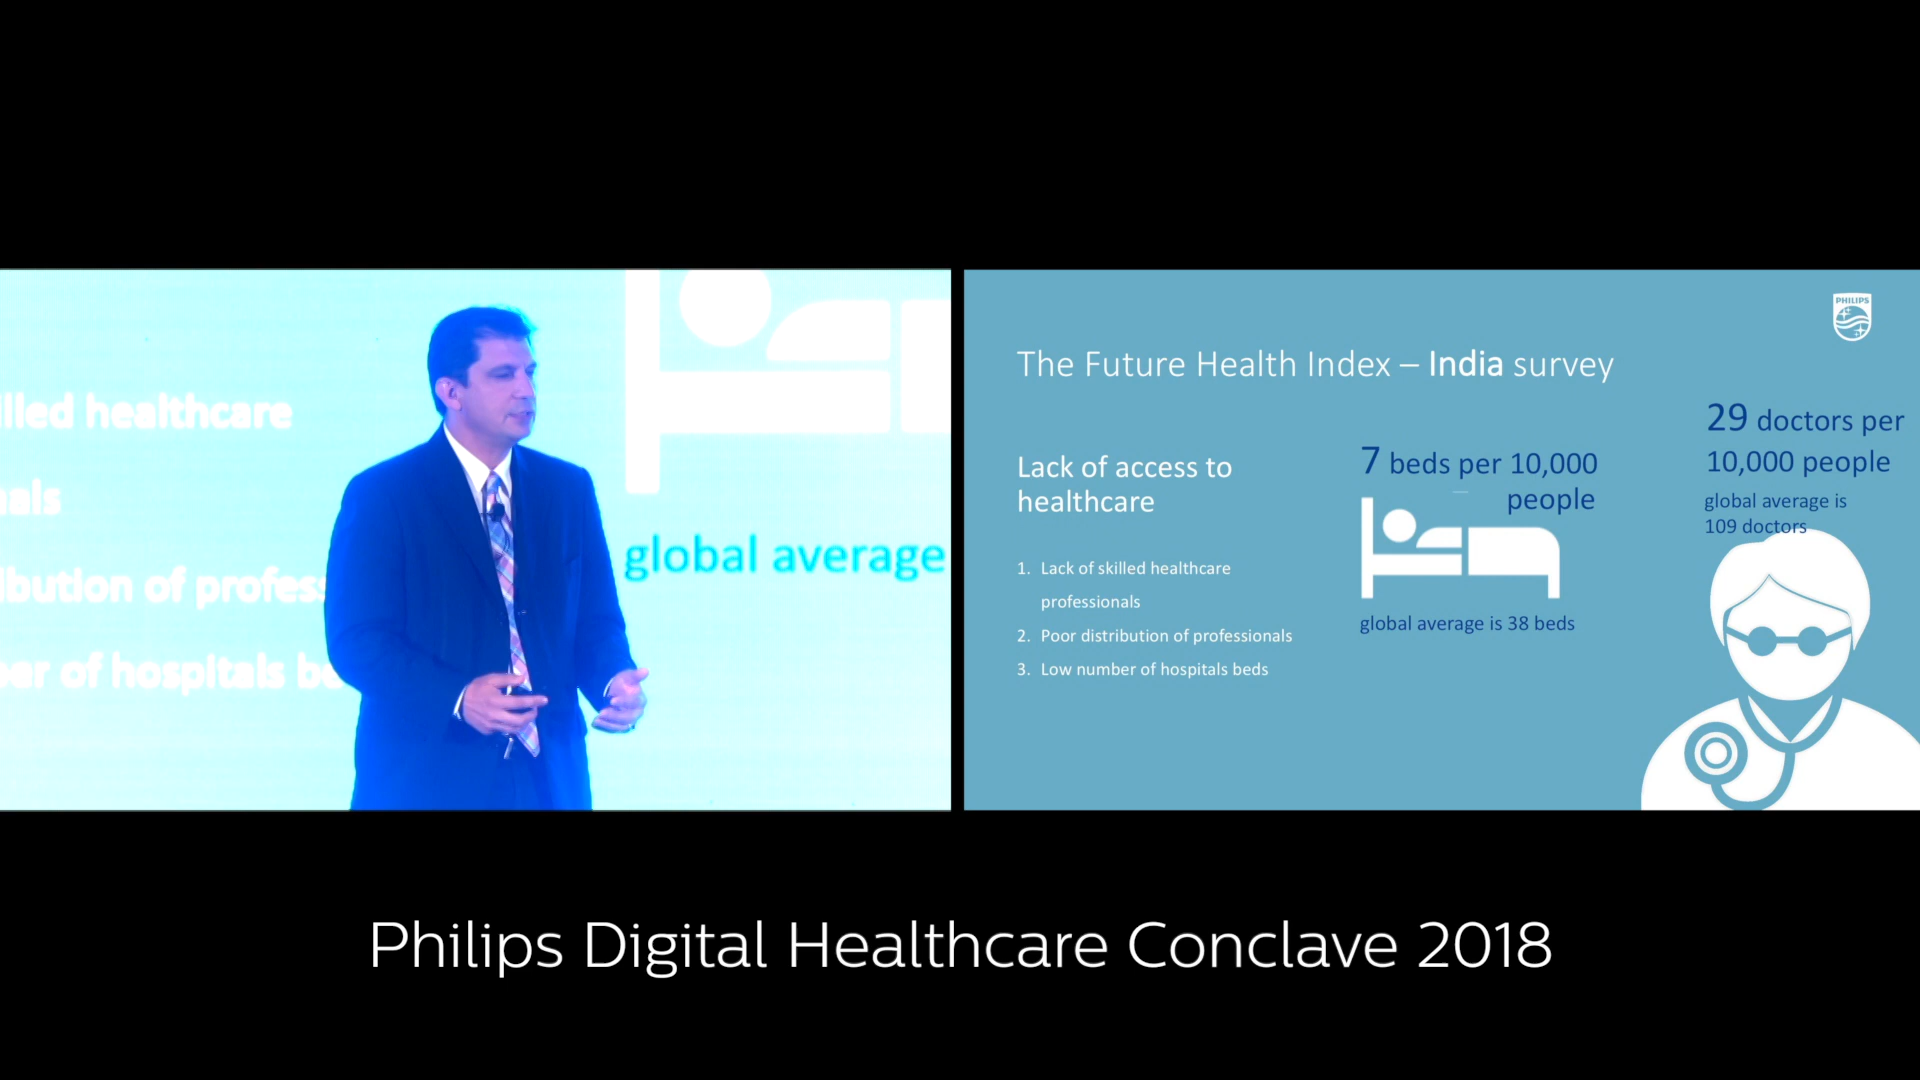 illed healthcare
nals
ibution of profess
er of hospitals be
global average
PHILIPS
The Future Health Index – India survey
Lack of access to
healthcare
1. Lack of skilled healthcare
professionals
2. Poor distribution of professionals
3. Low number of hospitals beds
7 beds per 10,000
people
global average is 38 beds
29 doctors per
10,000 people
global average is
109 doctors
Philips Digital Healthcare Conclave 2018